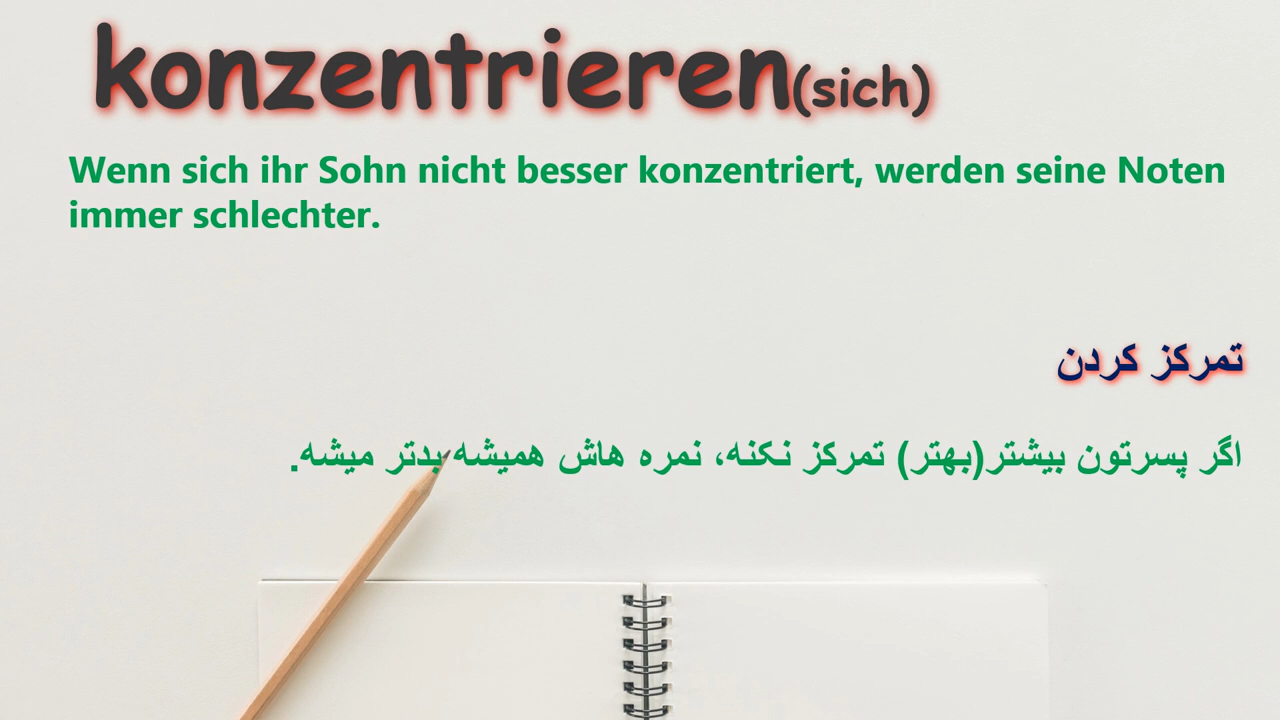 konzentrieren(sich)
Wenn sich ihr Sohn nicht besser konzentriert, werden seine Noten
immer schlechter.
تمرکز کردن
اگر پسرتون بیشتر(بهتر) تمرکز نکنه، نمره هاش همیشه بدتر میشه.